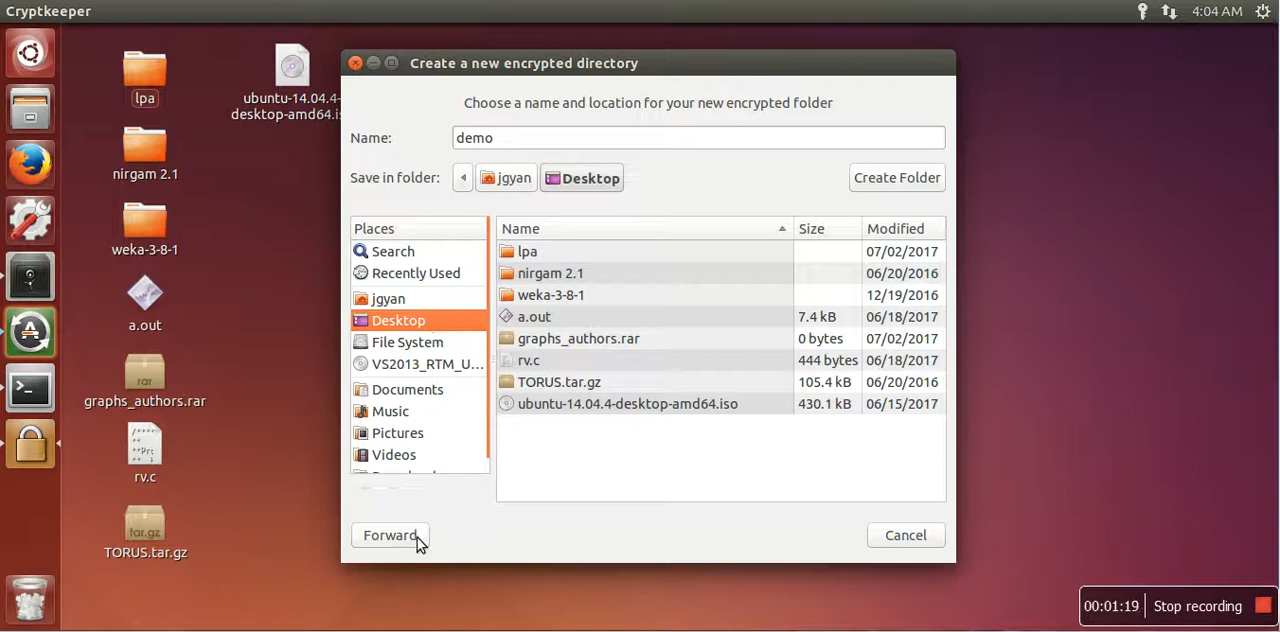 Cryptkeeper
4:04 AM
lpa
ubuntu-14.04.4-
desktop-amd64.is
nirgam 2.1
weka-3-8-1
a.out
rar
graphs_authors.rar
rv.c
tar.gz
TORUS.tar.gz
Create a new encrypted directory
Choose a name and location for your new encrypted folder
Name: demo
Save in folder: jgyan Desktop Create Folder
Places
Search
Recently Used
jgyan
Desktop
File System
VS2013_RTM_U...
Documents
Music
Pictures
Videos
Name Size Modified
lpa 07/02/2017
nirgam 2.1 06/20/2016
weka-3-8-1 12/19/2016
a.out 7.4 kB 06/18/2017
graphs_authors.rar 0 bytes 07/02/2017
rv.c 444 bytes 06/18/2017
TORUS.tar.gz 105.4 kB 06/20/2016
ubuntu-14.04.4-desktop-amd64.iso 430.1 kB 06/15/2017
Forward Cancel
00:01:19 Stop recording